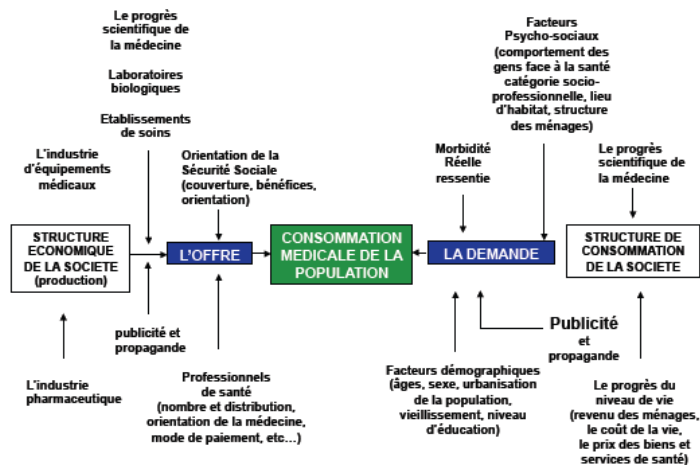 Le progrès
scientifique de
la médecine
Laboratoires
biologiques
Etablissements
de soins
L'industrie
d'équipements
médicaux
Orientation de la
Sécurité Sociale
(couverture, bénéfices,
orientation)
Facteurs
Psycho-sociaux
(comportement des
gens face à la santé
catégorie socio-
professionnelle, lieu
d'habitat, structure
des ménages)
Morbidité
Réelle
ressentie
Le progrès
scientifique de
la médecine
STRUCTURE
ECONOMIQUE
DE LA SOCIETE
(production)
L'OFFRE
CONSOMMATION
MEDICALE DE LA
POPULATION
LA DEMANDE
STRUCTURE DE
CONSOMMATION
DE LA SOCIETE
publicité et
propagande
Publicité
et
propagande
L'industrie
pharmaceutique
Professionnels
de santé
(nombre et distribution,
orientation de la médecine,
mode de paiement, etc...)
Facteurs démographiques
(âges, sexe, urbanisation
de la population,
vieillissement, niveau
d'éducation)
Le progrès du
niveau de vie
(revenu des ménages,
le coût de la vie,
le prix des biens et
services de santé)